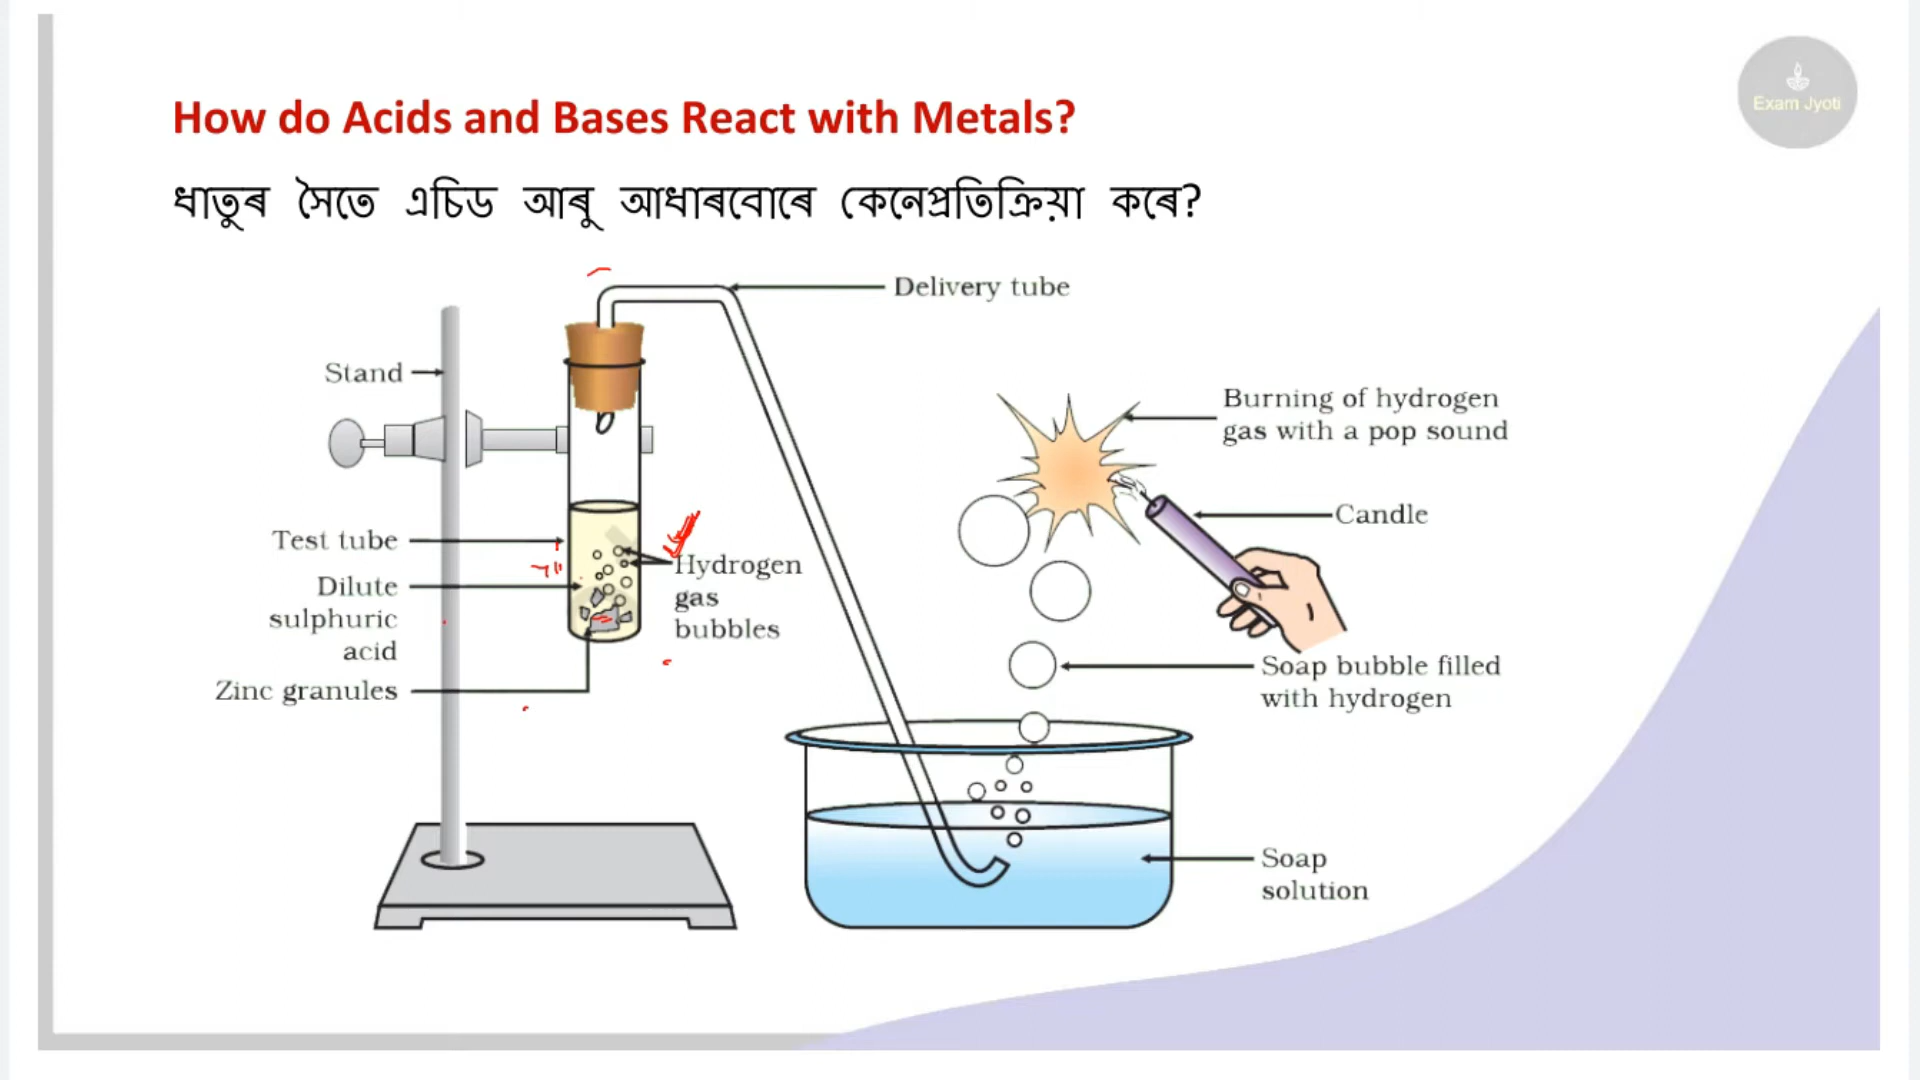 Exam Jyoti
How do Acids and Bases React with Metals?
ধাতুৰ সৈতে এচিড আৰু আধাৰবোৰে কেনেপ্ৰতিক্ৰিয়া কৰে?
Delivery tube
Stand
Burning of hydrogen
gas with a pop sound
Candle
Test tube
Hydrogen
gas
bubbles
Dilute
sulphuric
acid
Zinc granules
Soap bubble filled
with hydrogen
Soap
solution